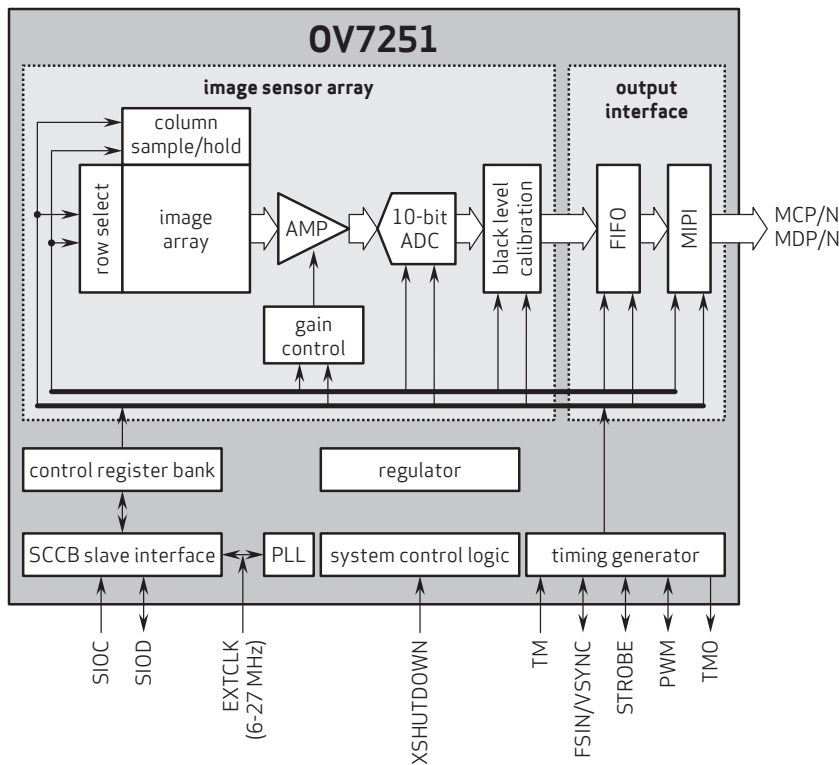 OV7251
image sensor array
output
interface
column
sample/hold
row select
image
array
AMP
10-bit
ADC
black level
calibration
FIFO
MIPI
MCP/N
MDP/N
gain
control
control register bank
regulator
SCCB slave interface
PLL
system control logic
timing generator
SIOC
SIOD
EXTCLK
(6-27 MHz)
XSHUTDOWN
TM
FSIN/VSYNC
STROBE
PWM
TMO